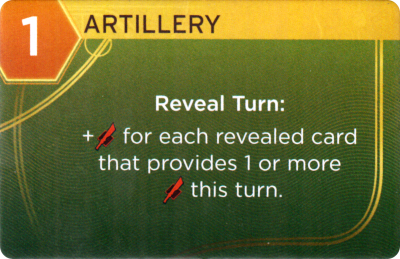 1
ARTILLERY
Reveal Turn:
+ for each revealed card
that provides 1 or more
this turn.